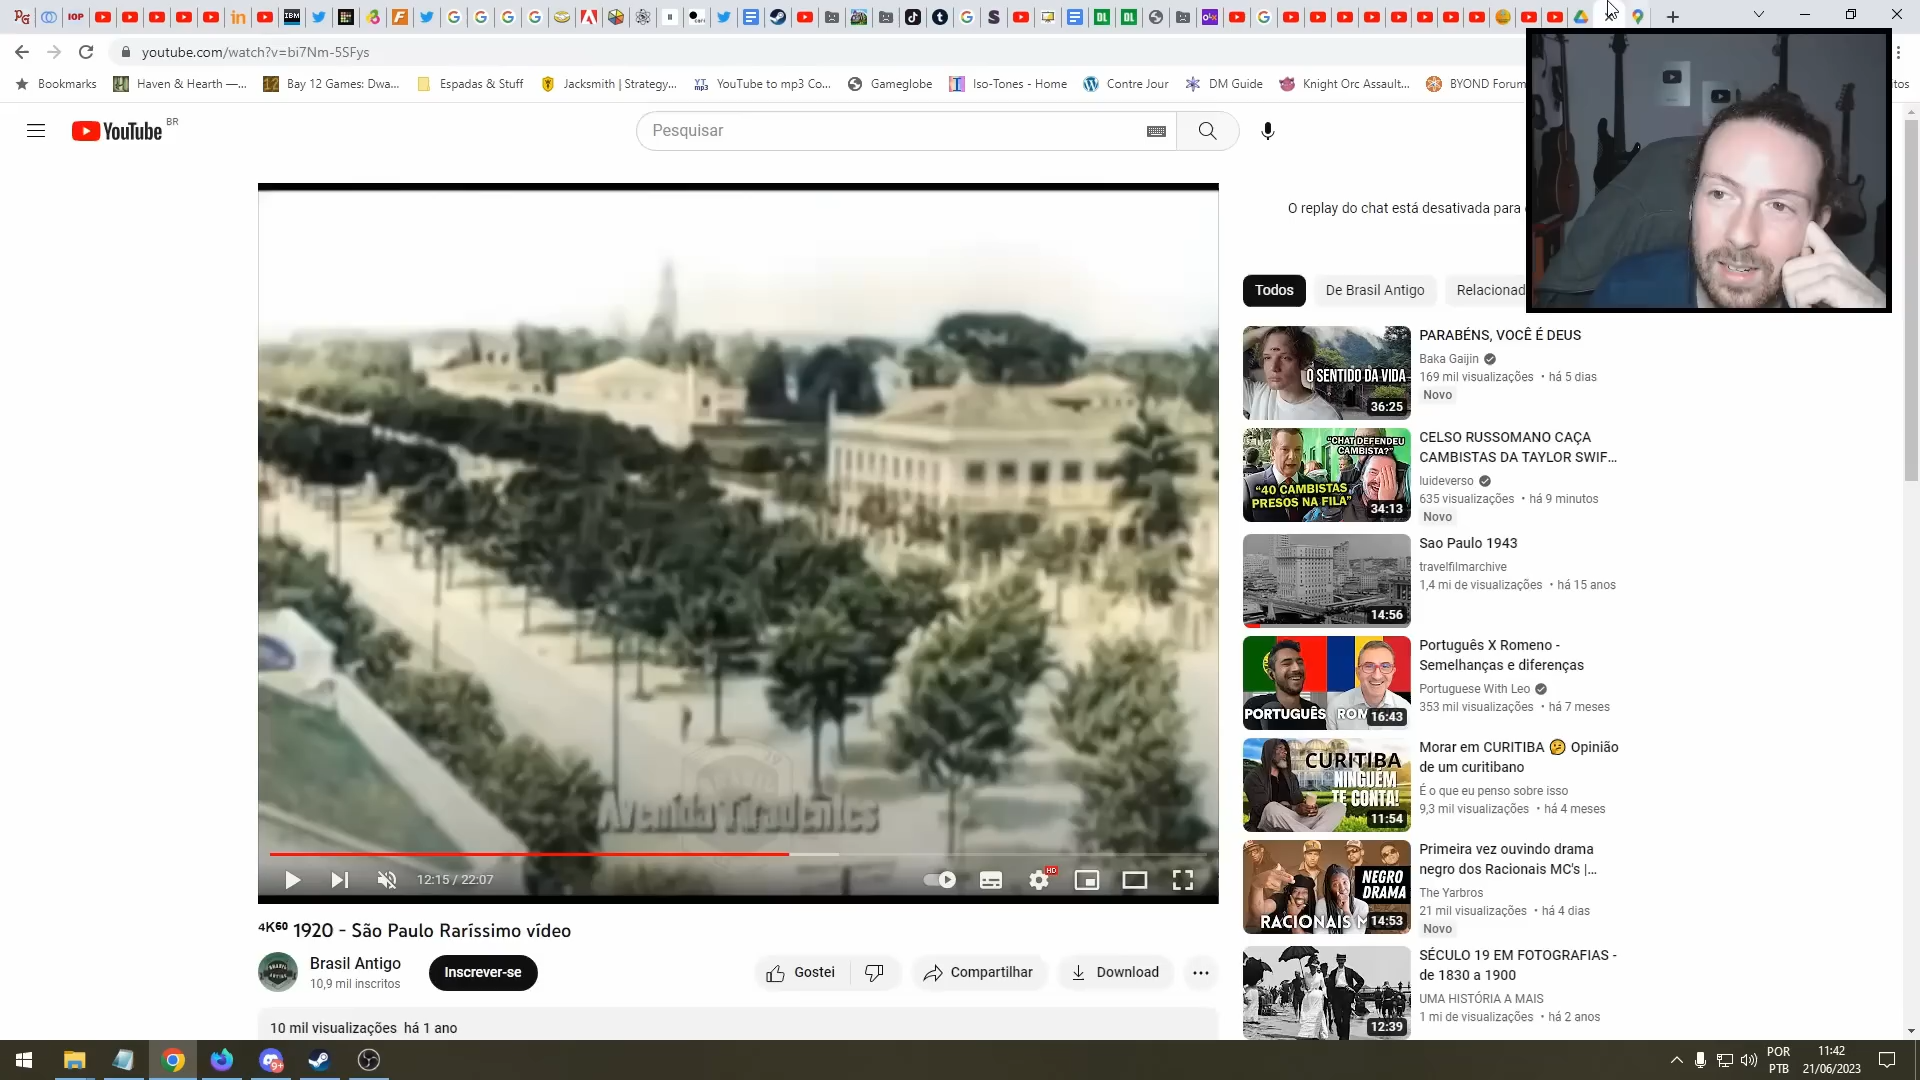 youtube.com/watch?v=bi7Nm-5SFys
Bookmarks
Haven & Hearth —...
Bay 12 Games: Dwa...
Espadas & Stuff
Jacksmith | Strategy...
YouTube to mp3 Co...
Gameglobe
Iso-Tones - Home
Contre Jour
DM Guide
Knight Orc Assault...
BYOND Forum
itos
YouTube BR
Pesquisar
O replay do chat está desativada para
Todos
De Brasil Antigo
Relacionad
O SENTIDO DA VIDA
36:25
PARABÉNS, VOCÊ É DEUS
Baka Gaijin
169 mil visualizações • há 5 dias
Novo
"CHAT DEFENDEU
CAMBISTA?"
"40 CAMBISTAS
PRESOS NA FILA"
34:13
CELSO RUSSOMANO CAÇA
CAMBISTAS DA TAYLOR SWIF...
luideverso
635 visualizações • há 9 minutos
Novo
14:56
Sao Paulo 1943
travelfilmarchive
1,4 mi de visualizações • há 15 anos
PORTUGUÊS
ROM
16:43
Português X Romeno -
Semelhanças e diferenças
Portuguese With Leo
353 mil visualizações • há 7 meses
CURITIBA
NINGUÉM
TE CONTA!
11:54
Morar em CURITIBA 🤔 Opinião
de um curitibano
É o que eu penso sobre isso
9,3 mil visualizações • há 4 meses
NEGRO
DRAMA
RACIONAIS M
14:53
Primeira vez ouvindo drama
negro dos Racionais MC's |...
The Yarbros
21 mil visualizações • há 4 dias
Novo
12:39
SÉCULO 19 EM FOTOGRAFIAS -
de 1830 a 1900
UMA HISTÓRIA A MAIS
1 mi de visualizações • há 2 anos
Avenida Tiradentes
12:15 / 22:07
HD
⁴ᴷ⁶⁰ 1920 - São Paulo Raríssimo vídeo
Brasil Antigo
10,9 mil inscritos
Inscrever-se
Gostei
Compartilhar
Download
10 mil visualizações há 1 ano
POR
PTB
11:42
21/06/2023